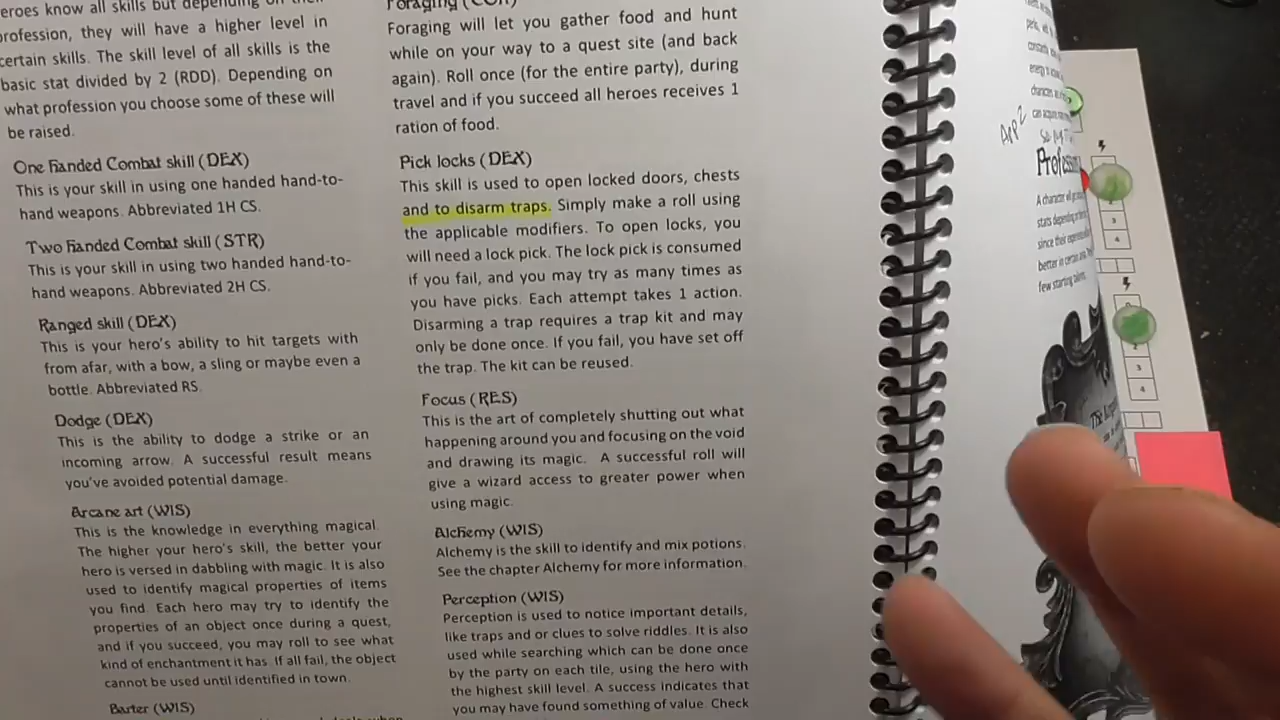 eroes know all skills but depending on their
profession, they will have a higher level in
certain skills. The skill level of all skills is the
basic stat divided by 2 (RDD). Depending on
what profession you choose some of these will
be raised.
One handed Combat skill (DEX)
This is your skill in using one handed hand-to-
hand weapons. Abbreviated 1H CS.
Two handed Combat skill (STR)
This is your skill in using two handed hand-to-
hand weapons. Abbreviated 2H CS.
Ranged skill (DEX)
This is your hero's ability to hit targets with
from afar, with a bow, a sling or maybe even a
bottle. Abbreviated RS.
Dodge (DEX)
This is the ability to dodge a strike or an
incoming arrow. A successful result means
you've avoided potential damage.
Arcane art (WIS)
This is the knowledge in everything magical.
The higher your hero's skill, the better your
hero is versed in dabbling with magic. It is also
used to identify magical properties of items
you find. Each hero may try to identify the
properties of an object once during a quest,
and if you succeed, you may roll to see what
kind of enchantment it has. If all fail, the object
cannot be used until identified in town.
Barter (WIS)
Foraging (CON)
Foraging will let you gather food and hunt
while on your way to a quest site (and back
again). Roll once (for the entire party), during
travel and if you succeed all heroes receives 1
ration of food.
Pick locks (DEX)
This skill is used to open locked doors, chests
and to disarm traps. Simply make a roll using
the applicable modifiers. To open locks, you
will need a lock pick. The lock pick is consumed
if you fail, and you may try as many times as
you have picks. Each attempt takes 1 action.
Disarming a trap requires a trap kit and may
only be done once. If you fail, you have set off
the trap. The kit can be reused.
Focus (RES)
This is the art of completely shutting out what
happening around you and focusing on the void
and drawing its magic. A successful roll will
give a wizard access to greater power when
using magic.
Alchemy (WIS)
Alchemy is the skill to identify and mix potions.
See the chapter Alchemy for more information.
Perception (WIS)
Perception is used to notice important details,
like traps and or clues to solve riddles. It is also
used while searching which can be done once
by the party on each tile, using the hero with
the highest skill level. A success indicates that
you may have found something of value. Check
Profession
A character will
stats depending
since their
better in certain
few starting
2
3
4
3
4